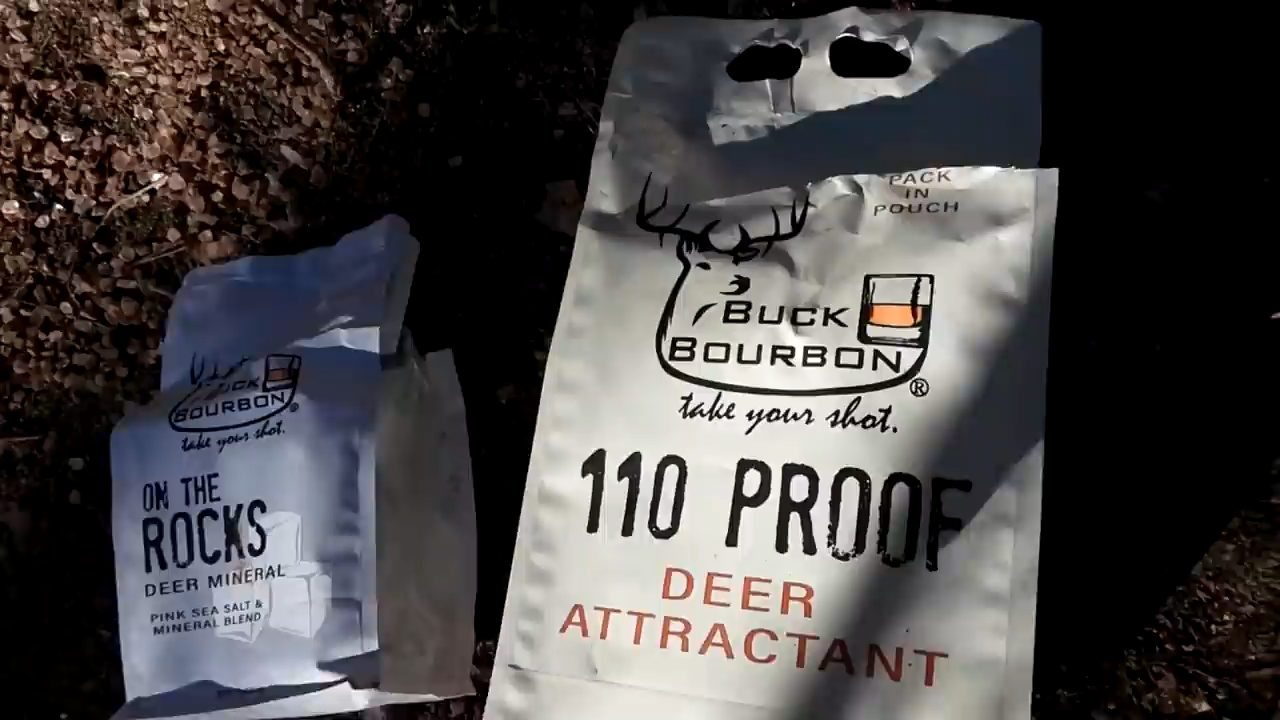 BUCK
BOURBON®
take your shot.
ON THE
ROCKS
DEER MINERAL
PINK SEA SALT &
MINERAL BLEND
PACK
IN
POUCH
BUCK
BOURBON®
take your shot.
110 PROOF
DEER
ATTRACTANT